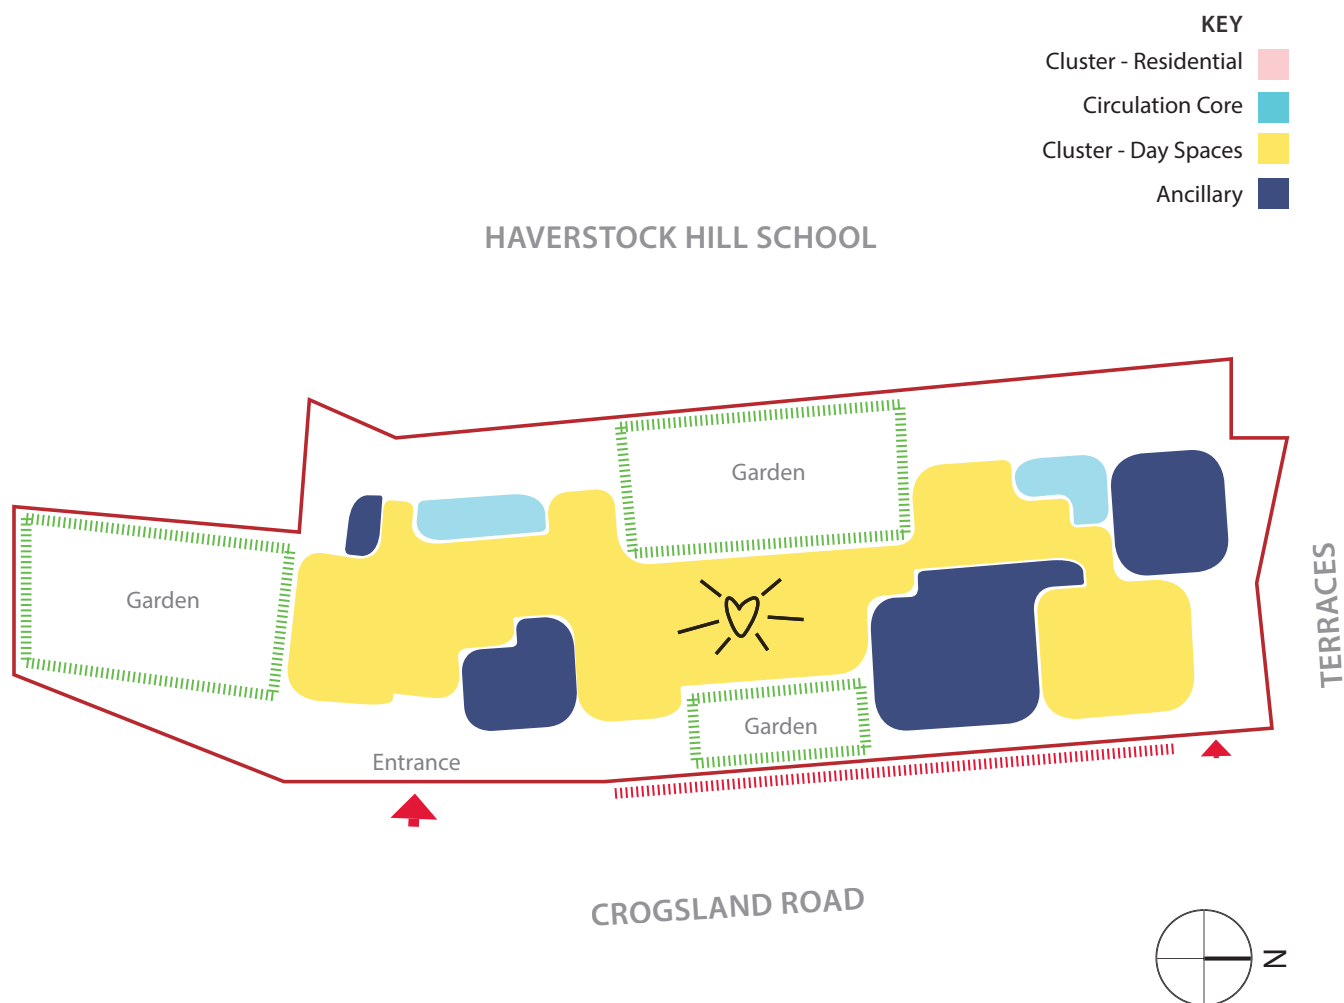 KEY
Cluster - Residential
Circulation Core
Cluster - Day Spaces
Ancillary
HAVERSTOCK HILL SCHOOL
Garden
Garden
TERRACES
Garden
Entrance
CROGSLAND ROAD
N